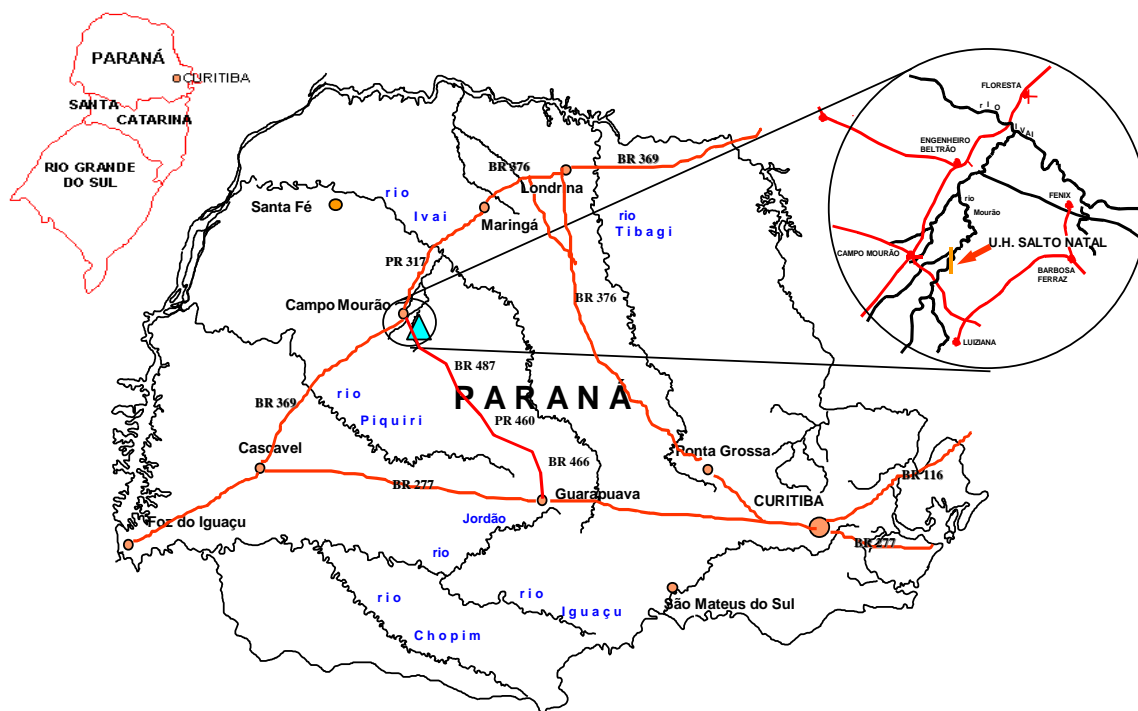 PARANÁ
CURITIBA
SANTA
CATARINA
RIO GRANDE
DO SUL
FLORESTA
rio
IVAI
ENGENHEIRO
BELTRÃO
FENIX
rio
Mourão
U.H. SALTO NATAL
CAMPO MOURÃO
BARBOSA
FERRAZ
LUIZIANA
BR 376
BR 369
Londrina
rio
Ivai
Santa Fé
Maringá
rio
Tibagi
PR 317
BR 376
Campo Mourão
BR 487
PARANÁ
rio
Piquiri
BR 369
PR 460
Cascavel
BR 466
Ponta Grossa
BR 277
Guarapuava
CURITIBA
BR 116
Foz do Iguaçu
Jordão
rio
BR 277
rio
Chopim
rio
Iguaçu
São Mateus do Sul